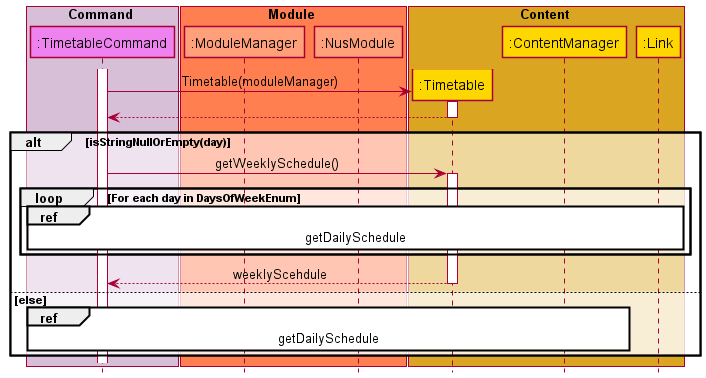 Command Module Content
:TimetableCommand :ModuleManager :NusModule :ContentManager :Link
Timetable(moduleManager) :Timetable
alt [isStringNullOrEmpty(day)]
getWeeklySchedule()
loop [For each day in DaysOfWeekEnum]
ref
getDailySchedule
weeklyScehdule
[else]
ref
getDailySchedule